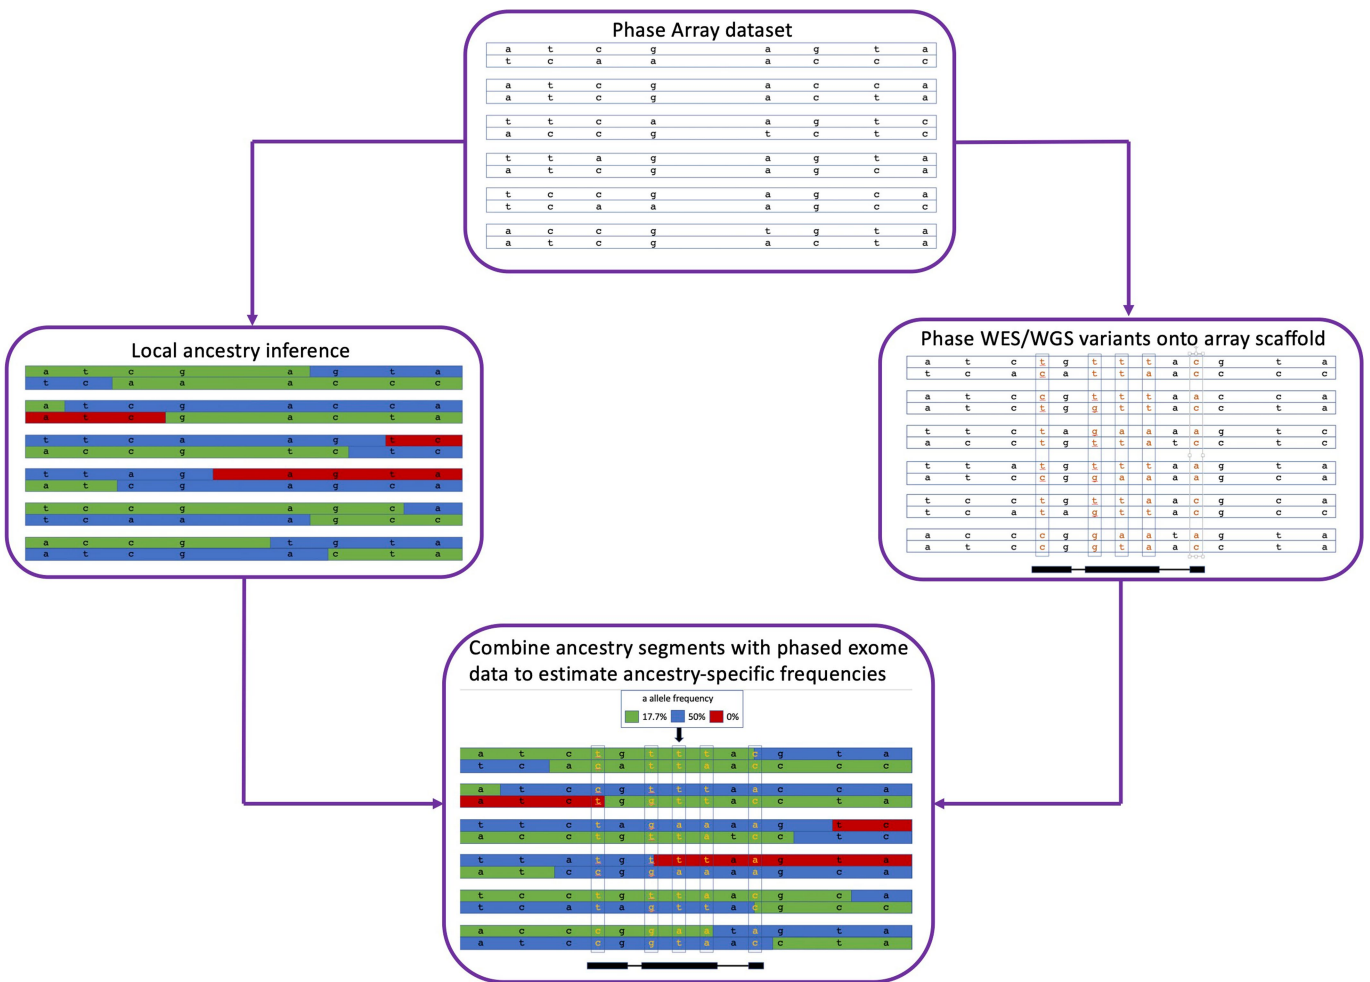 Phase Array dataset
a t c g a g t a
t c a a a c c c
a t c g a c c a
a t c g a c t a
t t c a a g t c
a c c g t c t c
t t a g a g t a
a t c g a g c a
t c c g a g c a
t c a a a g c c
a c c g t g t a
a t c g a c t a
Local ancestry inference
a t c g a g t a
t c a a a c c c
a t c g a c c a
a t c g a c t a
t t c a a g t c
a c c g t c t c
t t a g a g t a
a t c g a g c a
t c c g a g c a
t c a a a g c c
a c c g t g t a
a t c g a c t a
Phase WES/WGS variants onto array scaffold
a t c t g t t t a c g t a
t c a c a t t a a c c c c
a t c c g t t t a a c c a
a t c t g g t t a c c t a
t t c t a g a a a a g t c
a c c t g t t a t c c t c
t t a t g t t t a a g t a
a t c c g g a a a a g c a
t c c t g t t a a c g c a
t c a t a g t t a c g c c
a c c c g g a a t a g t a
a t c c g g t a a c c t a
Combine ancestry segments with phased exome
data to estimate ancestry-specific frequencies
a allele frequency
17.7% 50% 0%
a t c t g t t t a c g t a
t c a c a t t a a c c c c
a t c c g t t t a a c c a
a t c t g g t t a c c t a
t t c t a g a a a a g t c
a c c t g t t a t c c t c
t t a t g t t t a a g t a
a t c c g g a a a a g c a
t c c t g t t a a c g c a
t c a t a g t t a c g c c
a c c c g g a a t a g t a
a t c c g g t a a c c t a